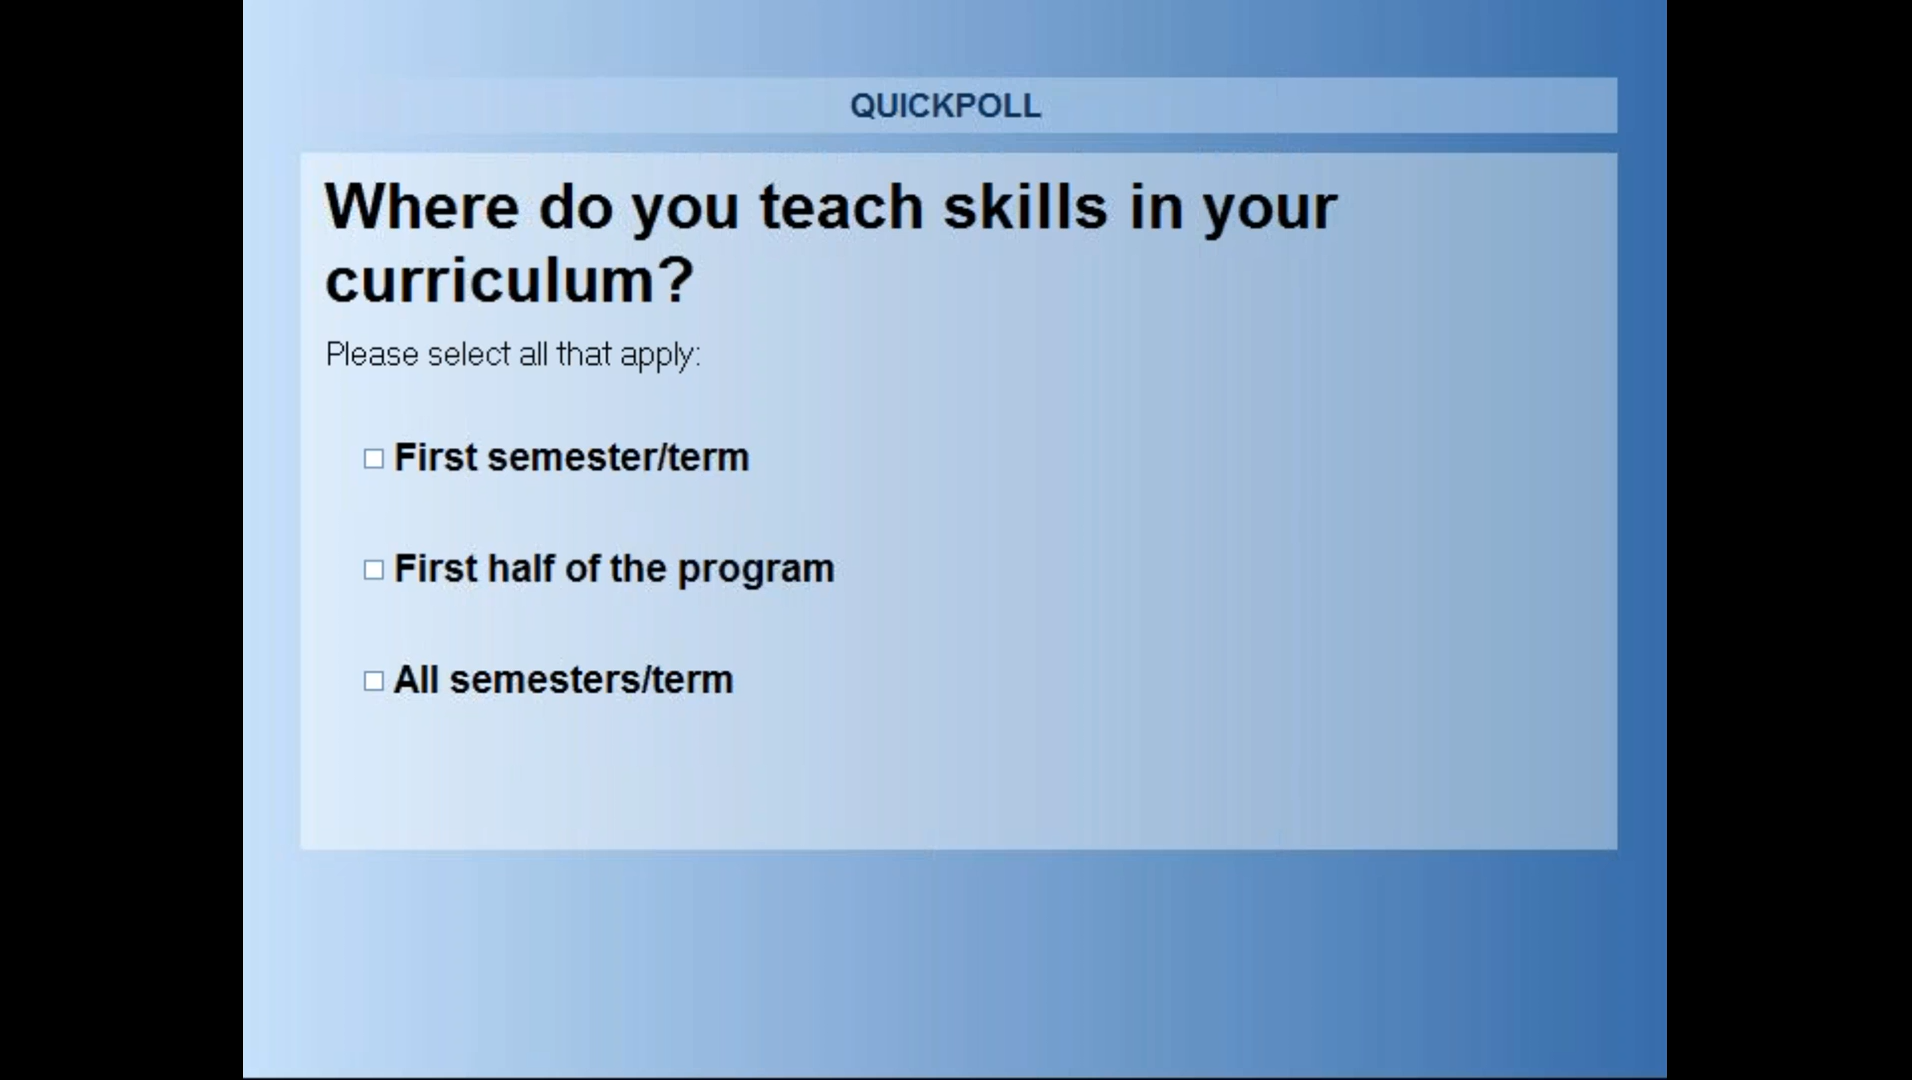 QUICKPOLL
Where do you teach skills in your
curriculum?
Please select all that apply:
First semester/term
First half of the program
All semesters/term